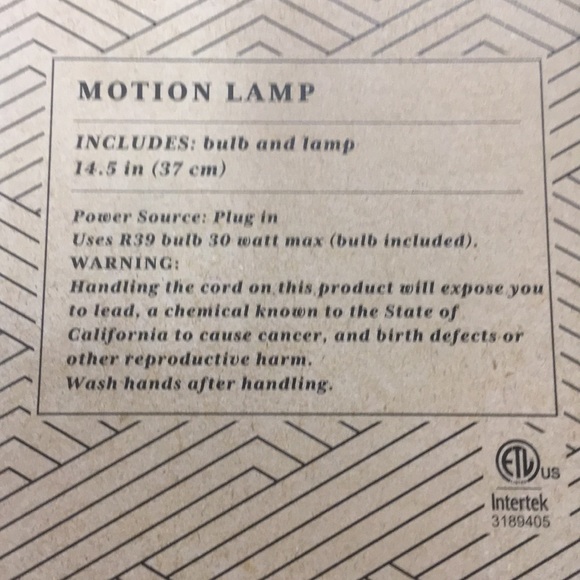 MOTION LAMP
INCLUDES: bulb and lamp
14.5 in (37 cm)
Power Source: Plug in
Uses R39 bulb 30 watt max (bulb included).
WARNING:
Handling the cord on this product will expose you
to lead, a chemical known to the State of
California to cause cancer, and birth defects or
other reproductive harm.
Wash hands after handling.
ETL US
Intertek
3189405